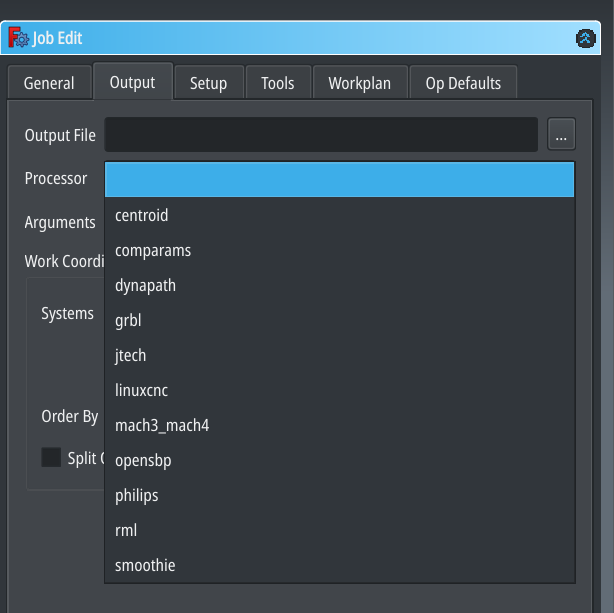 Job Edit
General Output Setup Tools Workplan Op Defaults
Output File ...
Processor
centroid
Arguments
comparams
Work Coordi
dynapath
Systems
grbl
jtech
linuxcnc
Order By
mach3_mach4
Split
opensbp
philips
rml
smoothie